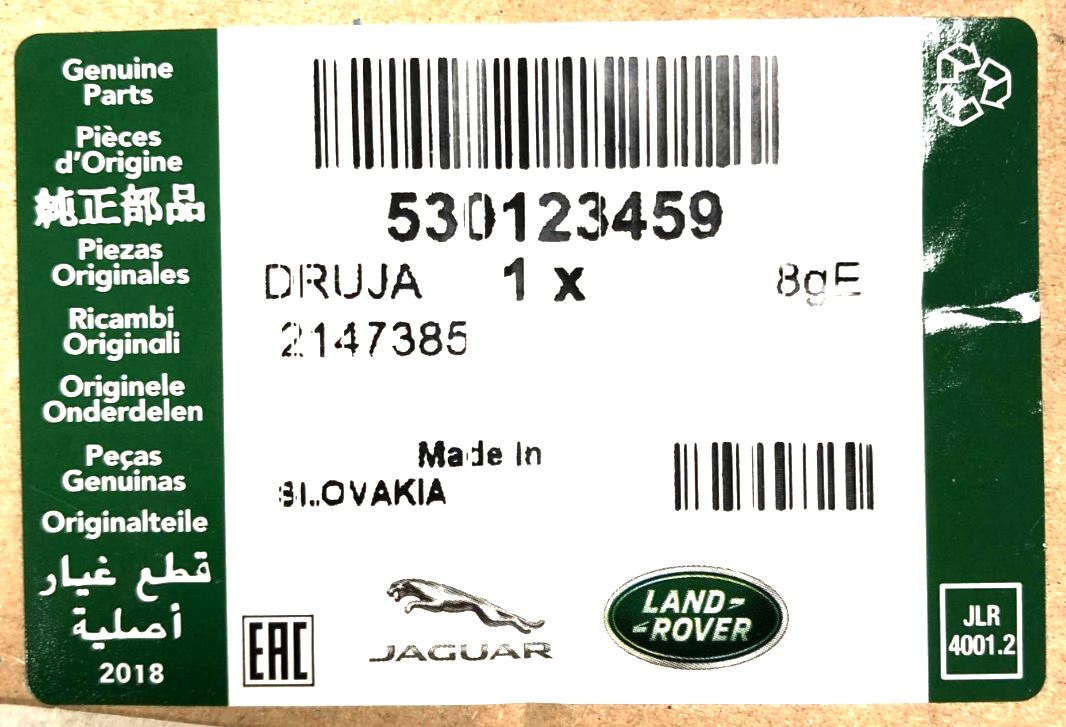 Genuine
Parts
Pièces
d'Origine
純正部品
Piezas
Originales
Ricambi
Originali
Originele
Onderdelen
Peças
Genuinas
Originalteile
قطع غيار
أصلية
2018
530123459
DRUJA 1 x 8gE
2147385
Made In
SLOVAKIA
EAC
JAGUAR
LAND-
-ROVER
JLR
4001.2